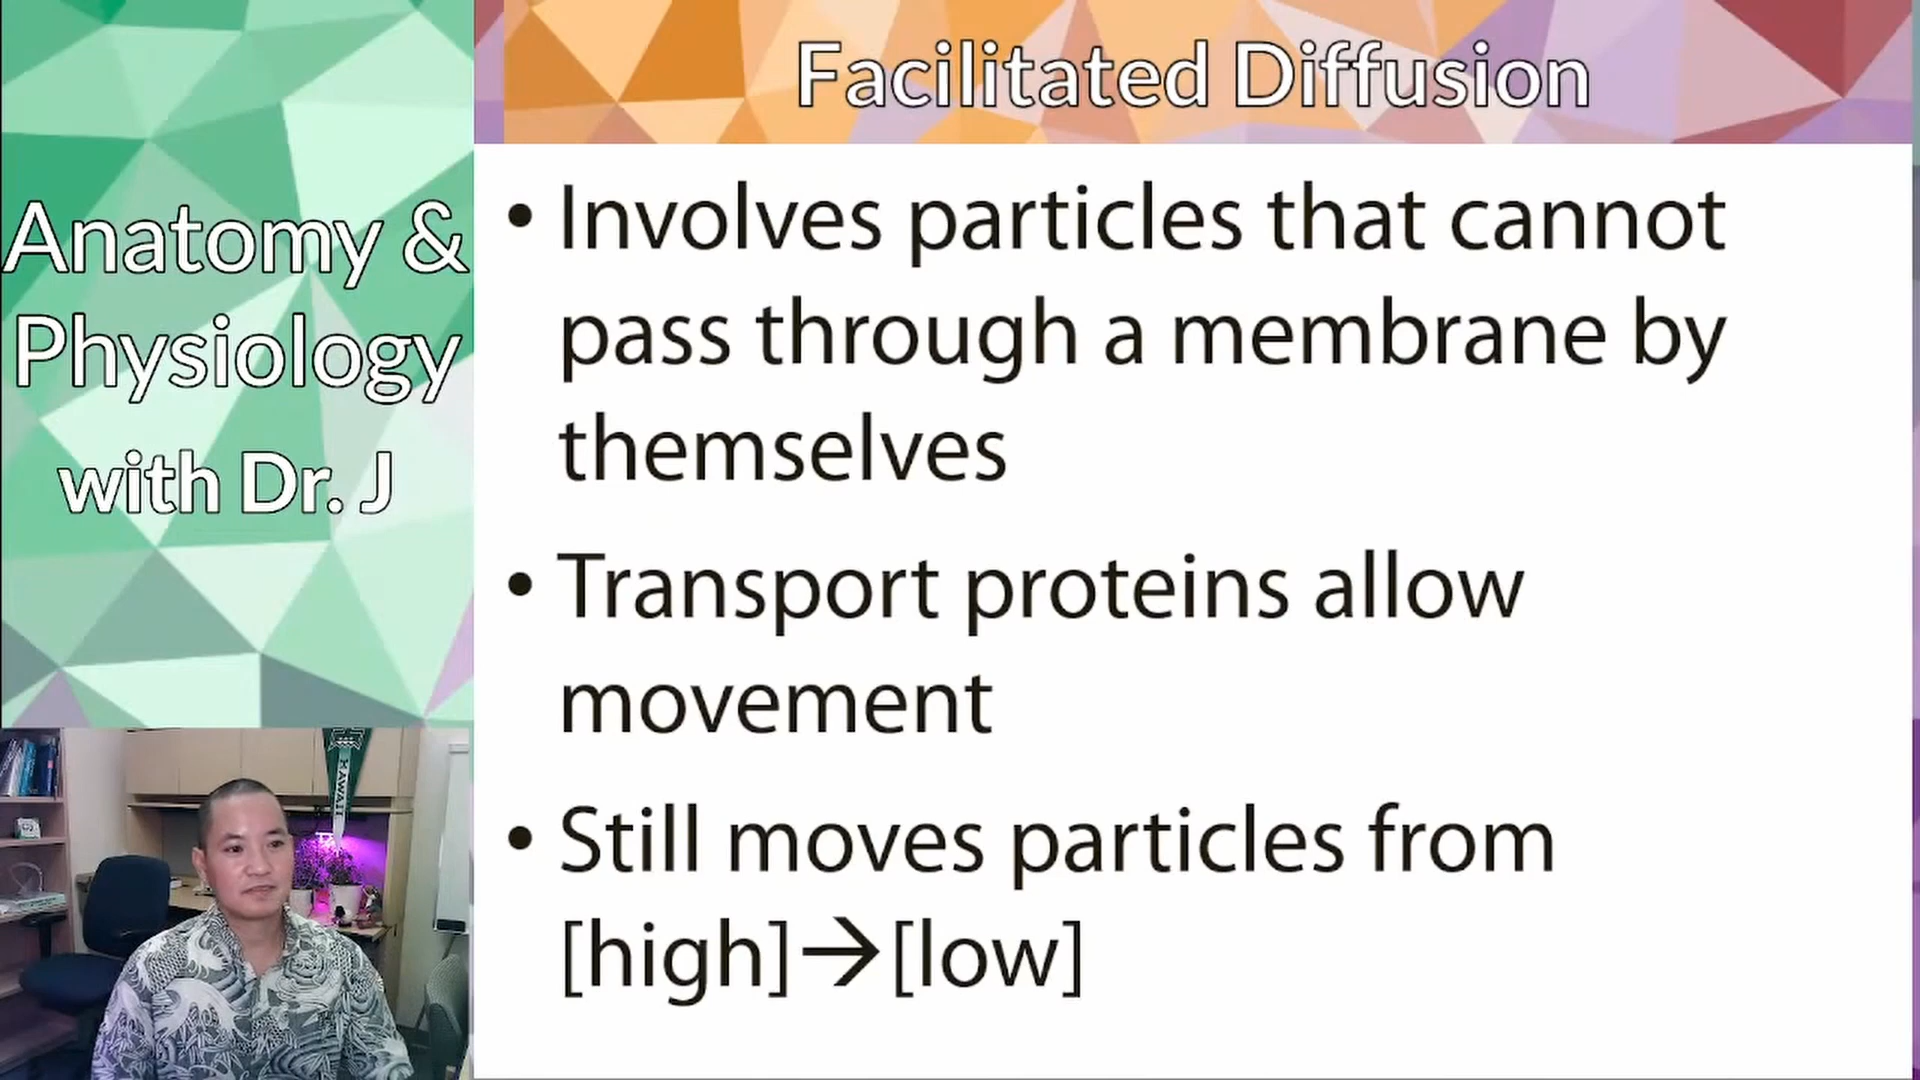 Anatomy &
Physiology
with Dr. J
HAWAII
Facilitated Diffusion
• Involves particles that cannot
pass through a membrane by
themselves
• Transport proteins allow
movement
• Still moves particles from
[high]→[low]